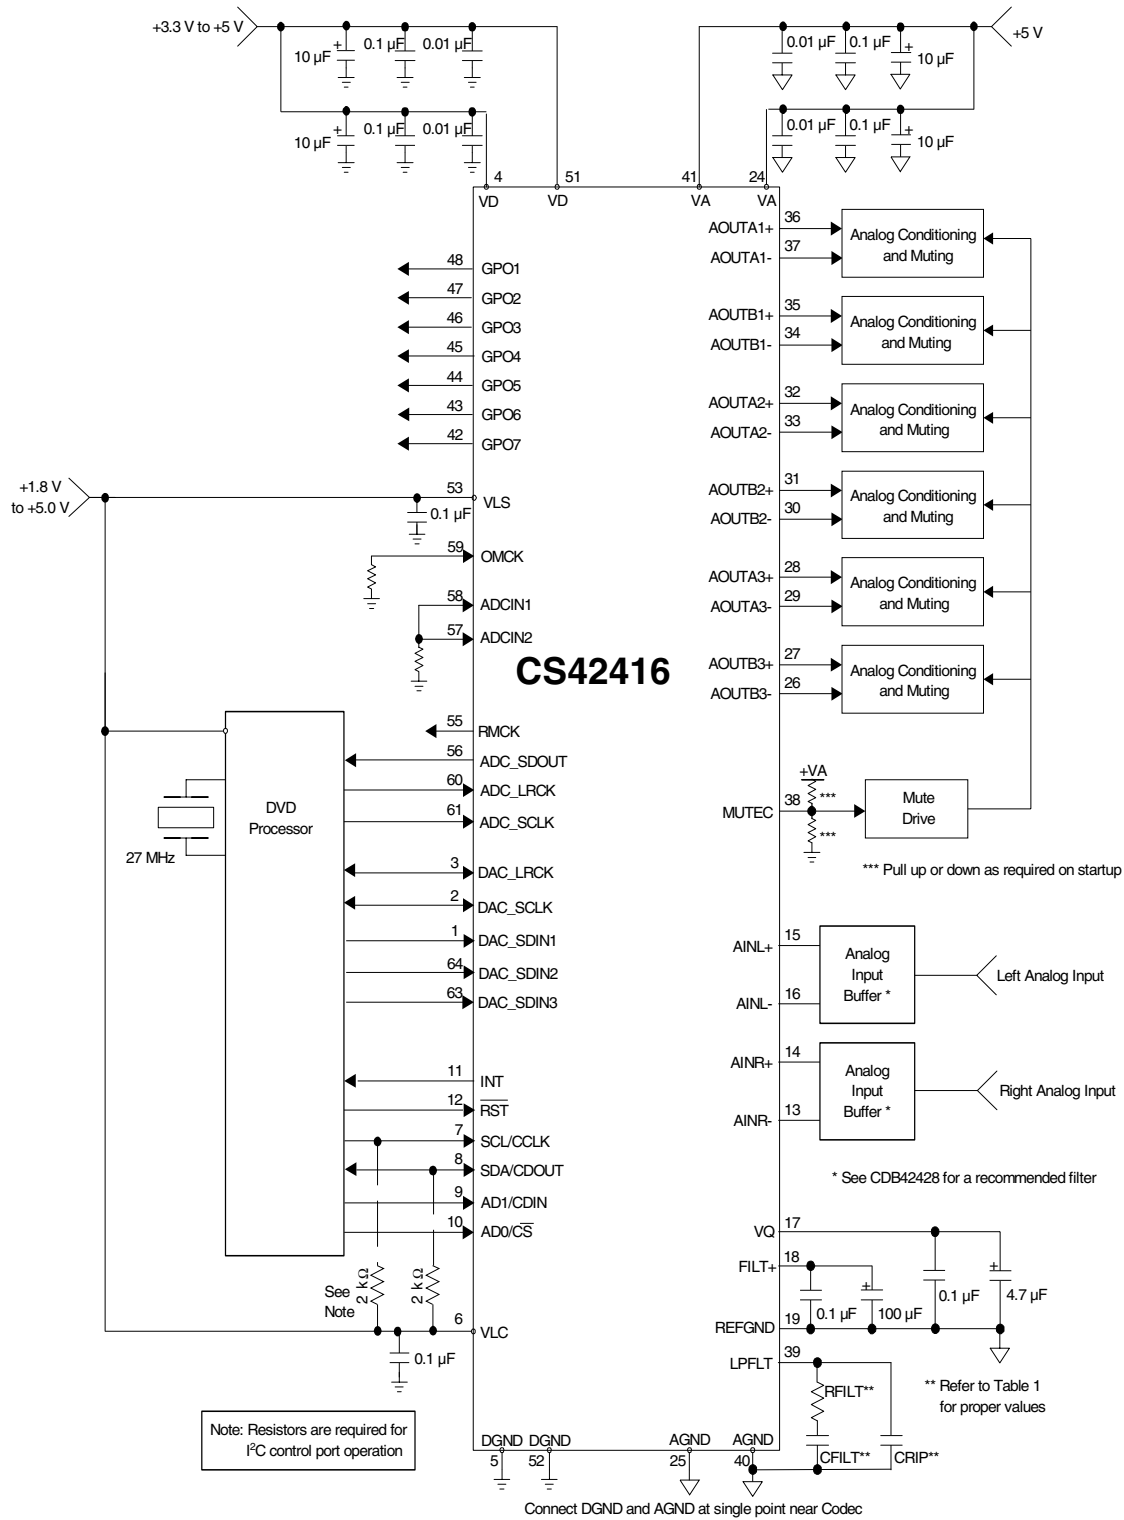 +3.3 V to +5 V
10 µF
+
0.1 µF
0.01 µF
10 µF
+
0.1 µF
0.01 µF
0.01 µF
0.1 µF
+
10 µF
+5 V
0.01 µF
0.1 µF
+
10 µF
4
51
41
24
VD
VD
VA
VA
48
GPO1
47
GPO2
46
GPO3
45
GPO4
44
GPO5
43
GPO6
42
GPO7
+1.8 V
to +5.0 V
53
VLS
0.1 µF
59
OMCK
58
ADCIN1
57
ADCIN2
CS42416
55
RMCK
56
ADC_SDOUT
60
ADC_LRCK
61
ADC_SCLK
DVD
Processor
27 MHz
3
DAC_LRCK
2
DAC_SCLK
1
DAC_SDIN1
64
DAC_SDIN2
63
DAC_SDIN3
11
INT
12
RST
7
SCL/CCLK
8
SDA/CDOUT
9
AD1/CDIN
10
AD0/CS
See
Note
2 kΩ
2 kΩ
6
VLC
0.1 µF
Note: Resistors are required for
I²C control port operation
AOUTA1+
36
AOUTA1-
37
Analog Conditioning
and Muting
AOUTB1+
35
AOUTB1-
34
Analog Conditioning
and Muting
AOUTA2+
32
AOUTA2-
33
Analog Conditioning
and Muting
AOUTB2+
31
AOUTB2-
30
Analog Conditioning
and Muting
AOUTA3+
28
AOUTA3-
29
Analog Conditioning
and Muting
AOUTB3+
27
AOUTB3-
26
Analog Conditioning
and Muting
+VA
***
MUTEC
38
***
Mute
Drive
*** Pull up or down as required on startup
AINL+
15
AINL-
16
Analog
Input
Buffer *
Left Analog Input
AINR+
14
AINR-
13
Analog
Input
Buffer *
Right Analog Input
* See CDB42428 for a recommended filter
VQ
17
FILT+
18
+
+
0.1 µF
100 µF
0.1 µF
4.7 µF
REFGND
19
LPFLT
39
RFILT**
CFILT**
CRIP**
** Refer to Table 1
for proper values
DGND
DGND
AGND
AGND
5
52
25
40
Connect DGND and AGND at single point near Codec